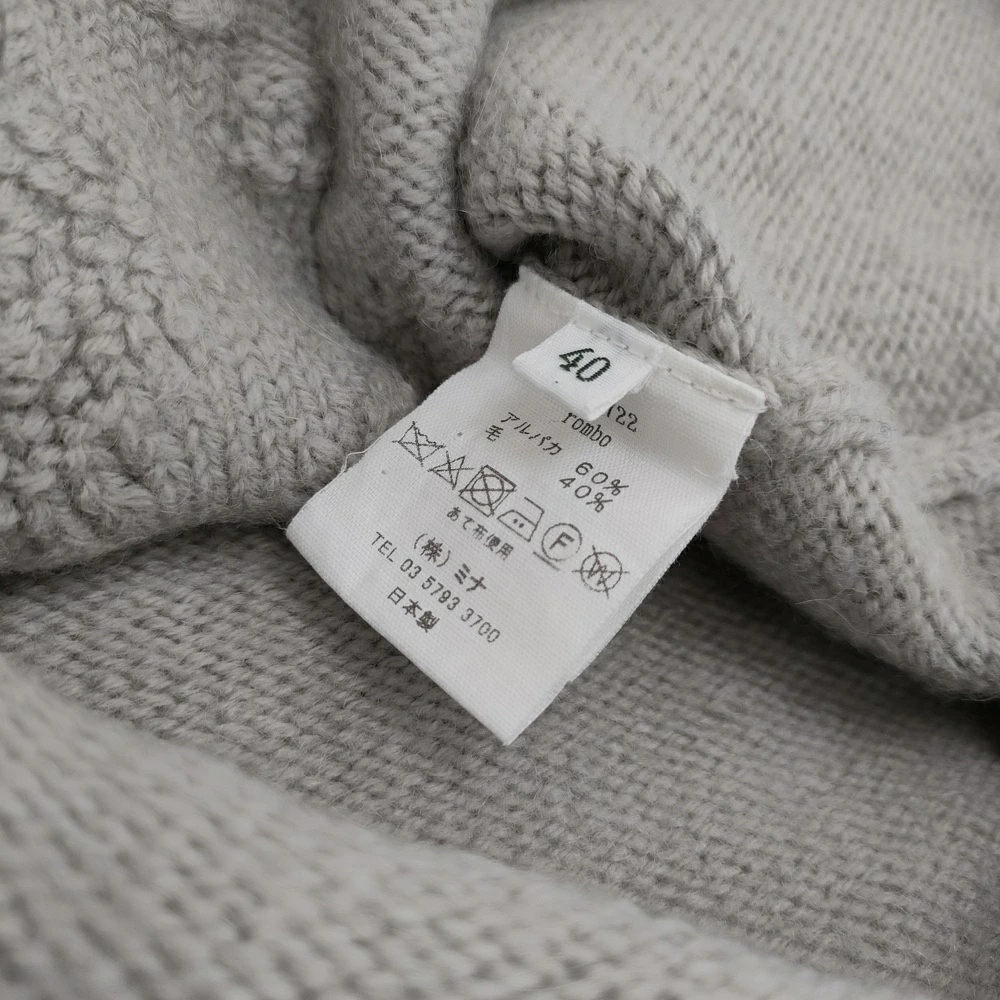 40
22
rombo
アルパカ 60%
毛 40%
F
W
あて布使用
(株)ミナ
TEL 03 5793 3700
日本製